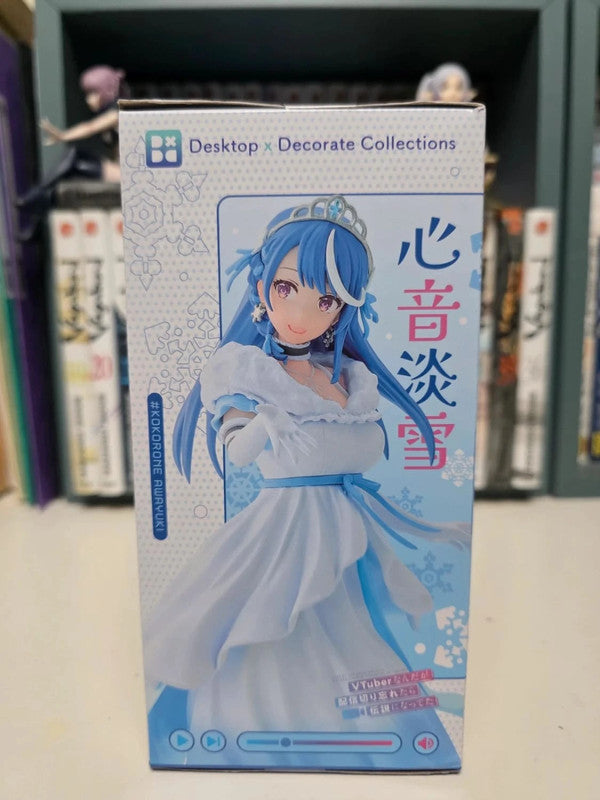 Desktop x Decorate Collections
心音淡雪
#KOKORONE AWAYUKI
VTuberなんだが
配信切り忘れたら
伝説になってた
20